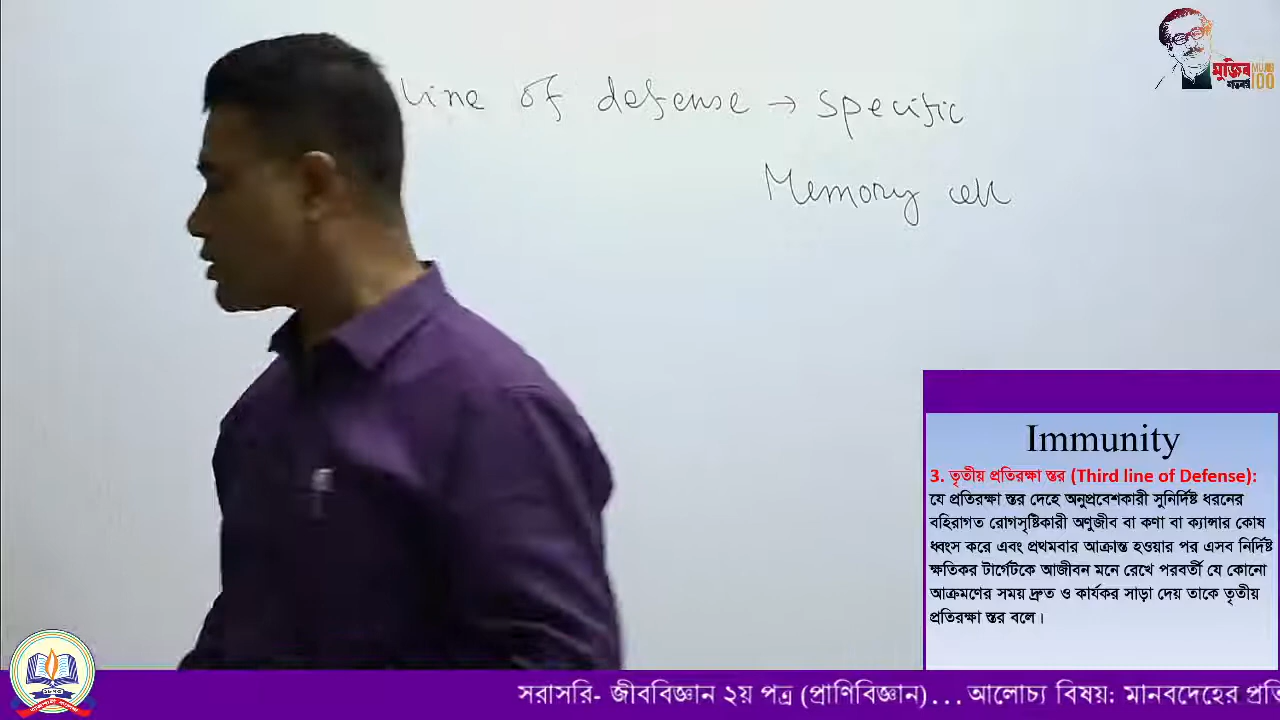 line of defense → specific
Memory cell
মুজিব
শতবর্ষ
MUJIB
100
Immunity
3. তৃতীয় প্রতিরক্ষা স্তর (Third line of Defense):
যে প্রতিরক্ষা স্তর দেহে অনুপ্রবেশকারী সুনির্দিষ্ট ধরনের
বহিরাগত রোগসৃষ্টিকারী অণুজীব বা কণা বা ক্যান্সার কোষ
ধ্বংস করে এবং প্রথমবার আক্রান্ত হওয়ার পর এসব নির্দিষ্ট
ক্ষতিকর টার্গেটকে আজীবন মনে রেখে পরবর্তী যে কোনো
আক্রমণের সময় দ্রুত ও কার্যকর সাড়া দেয় তাকে তৃতীয়
প্রতিরক্ষা স্তর বলে।
সরাসরি- জীববিজ্ঞান ২য় পত্র (প্রাণিবিজ্ঞান)... আলোচ্য বিষয়: মানবদেহের প্রতি